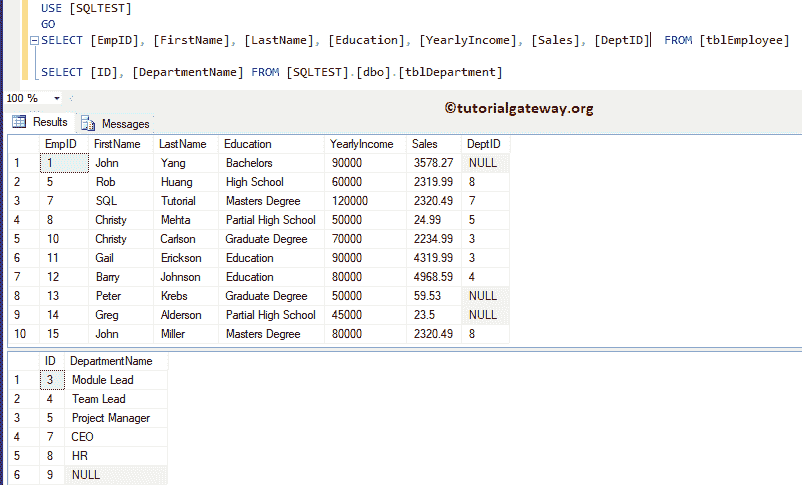 USE [SQLTEST]
GO
SELECT [EmpID], [FirstName], [LastName], [Education], [YearlyIncome], [Sales], [DeptID] FROM [tblEmployee]
SELECT [ID], [DepartmentName] FROM [SQLTEST].[dbo].[tblDepartment]
100 %
©tutorialgateway.org
Results Messages
EmpID FirstName LastName Education YearlyIncome Sales DeptID
1 1 John Yang Bachelors 90000 3578.27 NULL
2 5 Rob Huang High School 60000 2319.99 8
3 7 SQL Tutorial Masters Degree 120000 2320.49 7
4 8 Christy Mehta Partial High School 50000 24.99 5
5 10 Christy Carlson Graduate Degree 70000 2234.99 3
6 11 Gail Erickson Education 90000 4319.99 3
7 12 Barry Johnson Education 80000 4968.59 4
8 13 Peter Krebs Graduate Degree 50000 59.53 NULL
9 14 Greg Alderson Partial High School 45000 23.5 NULL
10 15 John Miller Masters Degree 80000 2320.49 8
ID DepartmentName
1 3 Module Lead
2 4 Team Lead
3 5 Project Manager
4 7 CEO
5 8 HR
6 9 NULL